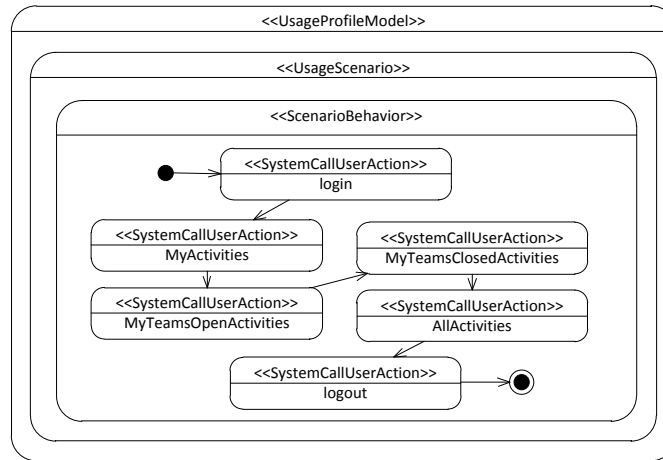 <<UsageProfileModel>>
<<UsageScenario>>
<<ScenarioBehavior>>
<<SystemCallUserAction>>
login
<<SystemCallUserAction>>
MyActivities
<<SystemCallUserAction>>
MyTeamsOpenActivities
<<SystemCallUserAction>>
MyTeamsClosedActivities
<<SystemCallUserAction>>
AllActivities
<<SystemCallUserAction>>
logout